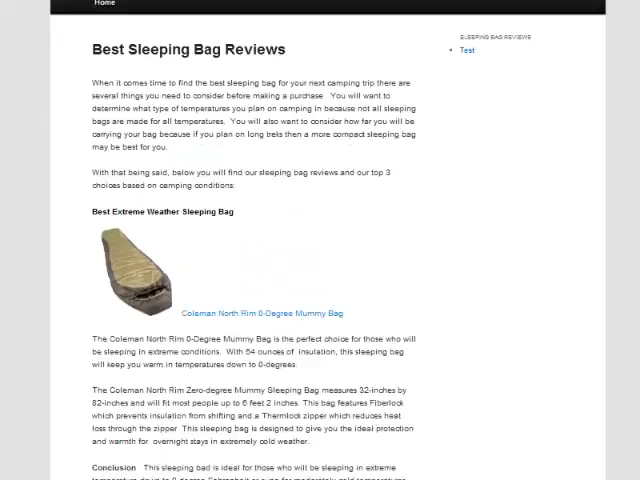 Home
Best Sleeping Bag Reviews
SLEEPING BAG REVIEWS
Test
When it comes time to find the best sleeping bag for your next camping trip there are
several things you need to consider before making a purchase   You will want to
determine what type of temperatures you plan on camping in because not all sleeping
bags are made for all temperatures.  You will also want to consider how far you will be
carrying your bag because if you plan on long treks then a more compact sleeping bag
may be best for you.
With that being said, below you will find our sleeping bag reviews and our top 3
choices based on camping conditions:
Best Extreme Weather Sleeping Bag
Coleman North Rim 0-Degree Mummy Bag
The Coleman North Rim 0-Degree Mummy Bag is the perfect choice for those who will
be sleeping in extreme conditions.  With 54 ounces of  insulation, this sleeping bag
will keep you warm in temperatures down to 0-degrees.
The Coleman North Rim Zero-degree Mummy Sleeping Bag measures 32-inches by
82-inches and will fit most people up to 6 feet 2 inches. This bag features Fiberlock
which prevents insulation from shifting and a Thermlock zipper which reduces heat
loss through the zipper  This sleeping bag is designed to give you the ideal protection
and warmth for  overnight stays in extremely cold weather.
Conclusion   This sleeping bad is ideal for those who will be sleeping in extreme